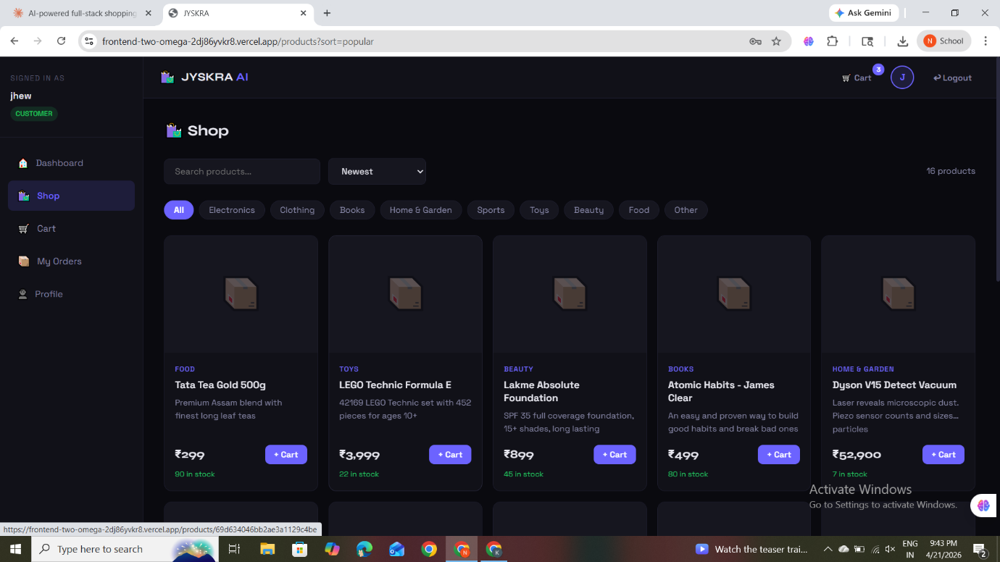 AI-powered full-stack shopping
JYSKRA
Ask Gemini
frontend-two-omega-2dj86yvkr8.vercel.app/products?sort=popular
N School
SIGNED IN AS
jhew
CUSTOMER
JYSKRA AI
Cart 3
J
Logout
Dashboard
Shop
Cart
My Orders
Profile
Shop
Search products...
Newest
16 products
All Electronics Clothing Books Home & Garden Sports Toys Beauty Food Other
FOOD
Tata Tea Gold 500g
Premium Assam blend with
finest long leaf teas
₹299 + Cart
90 in stock
TOYS
LEGO Technic Formula E
42169 LEGO Technic set with 452
pieces for ages 10+
₹3,999 + Cart
22 in stock
BEAUTY
Lakme Absolute
Foundation
SPF 35 full coverage foundation,
15+ shades, long lasting
₹899 + Cart
45 in stock
BOOKS
Atomic Habits - James
Clear
An easy and proven way to build
good habits and break bad ones
₹499 + Cart
80 in stock
HOME & GARDEN
Dyson V15 Detect Vacuum
Laser reveals microscopic dust.
Piezo sensor counts and sizes...
particles
₹52,900 + Cart
7 in stock
Activate Windows
Go to Settings to activate Windows.
https://frontend-two-omega-2dj86yvkr8.vercel.app/products/69d634046bb2ae3a1129c4be
Type here to search
Watch the teaser trai...
ENG
IN
9:43 PM
4/21/2026
2